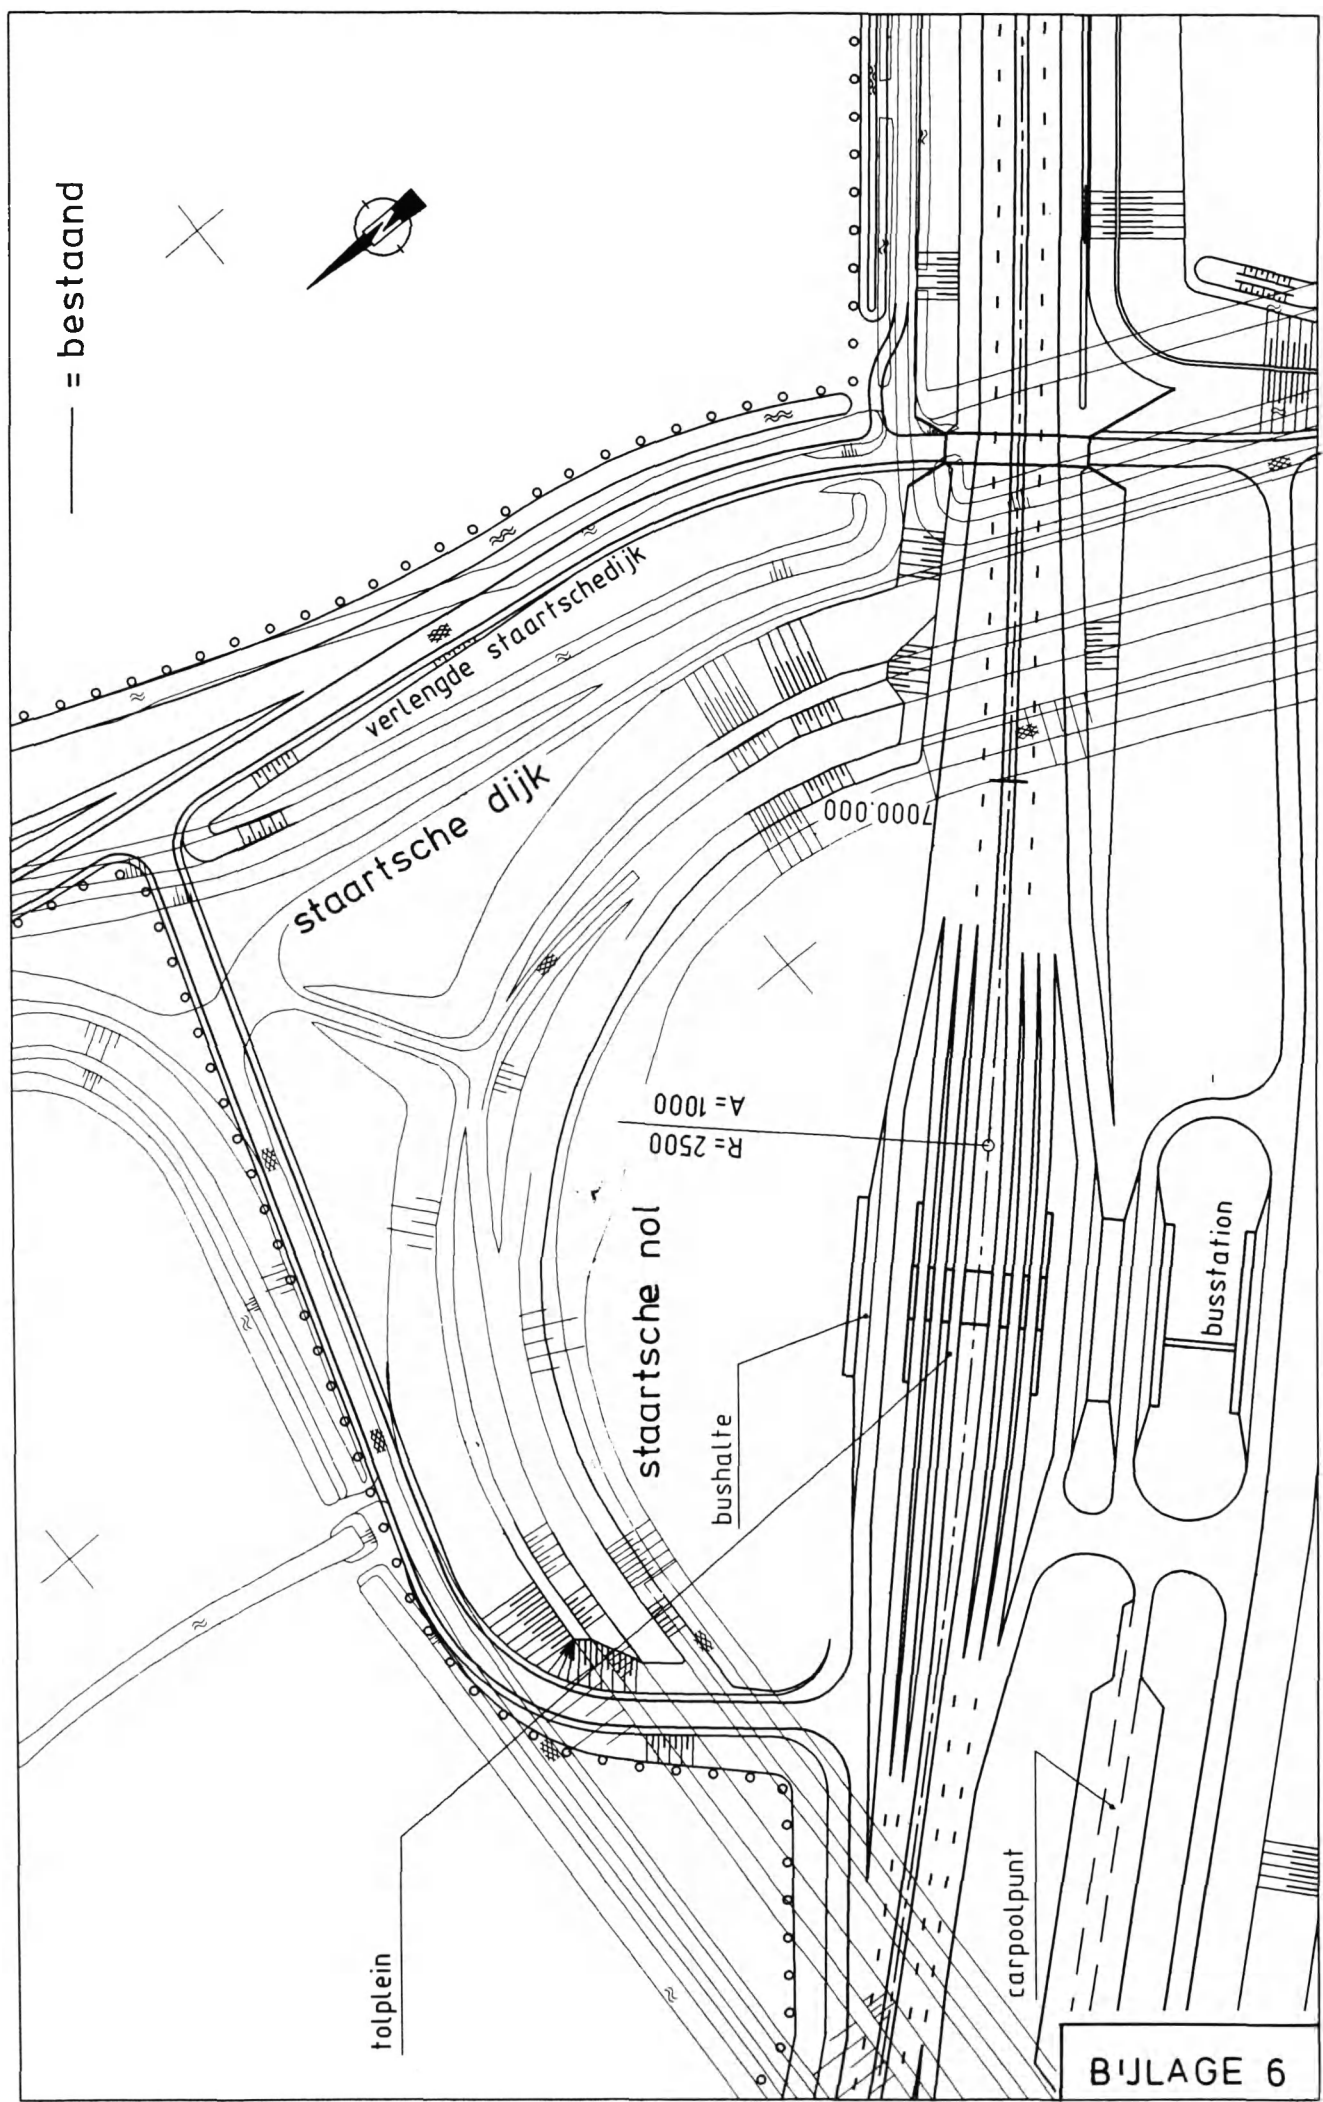 — = bestaand
N
verlengde staartschedijk
staartsche dijk
7000.000
A= 1000
R= 2500
staartsche nol
bushalte
busstation
tolplein
carpoolpunt
BIJLAGE 6